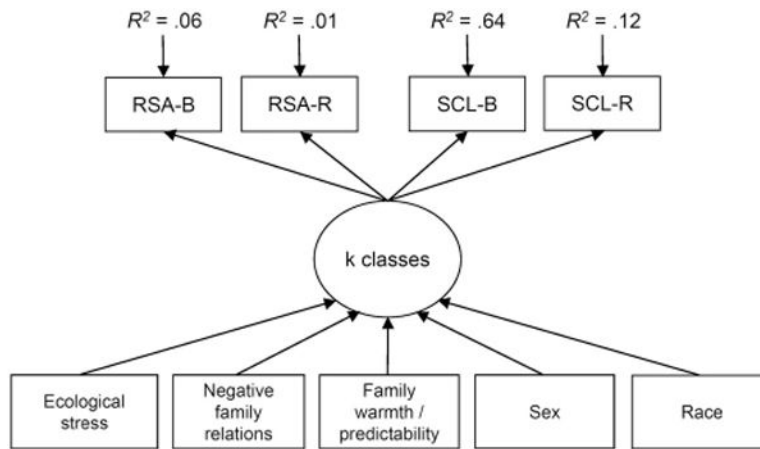 R² = .06
R² = .01
R² = .64
R² = .12
RSA-B
RSA-R
SCL-B
SCL-R
k classes
Ecological
stress
Negative
family
relations
Family
warmth /
predictability
Sex
Race